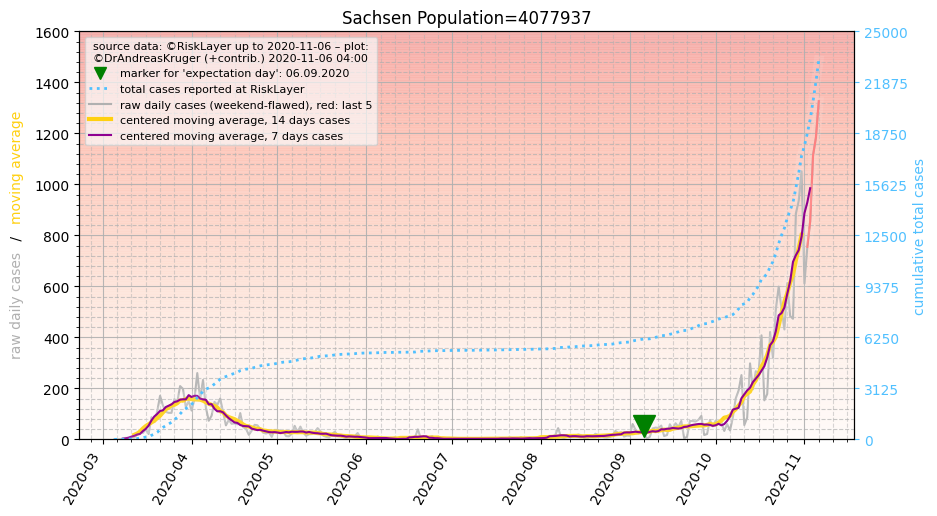 Sachsen Population=4077937
source data: ©RiskLayer up to 2020-11-06 – plot:
©DrAndreasKruger (+contrib.) 2020-11-06 04:00
marker for 'expectation day': 06.09.2020
total cases reported at RiskLayer
raw daily cases (weekend-flawed), red: last 5
centered moving average, 14 days cases
centered moving average, 7 days cases
raw daily cases / moving average
1600
1400
1200
1000
800
600
400
200
0
25000
21875
18750
15625
12500
9375
6250
3125
0
cumulative total cases
2020-03
2020-04
2020-05
2020-06
2020-07
2020-08
2020-09
2020-10
2020-11